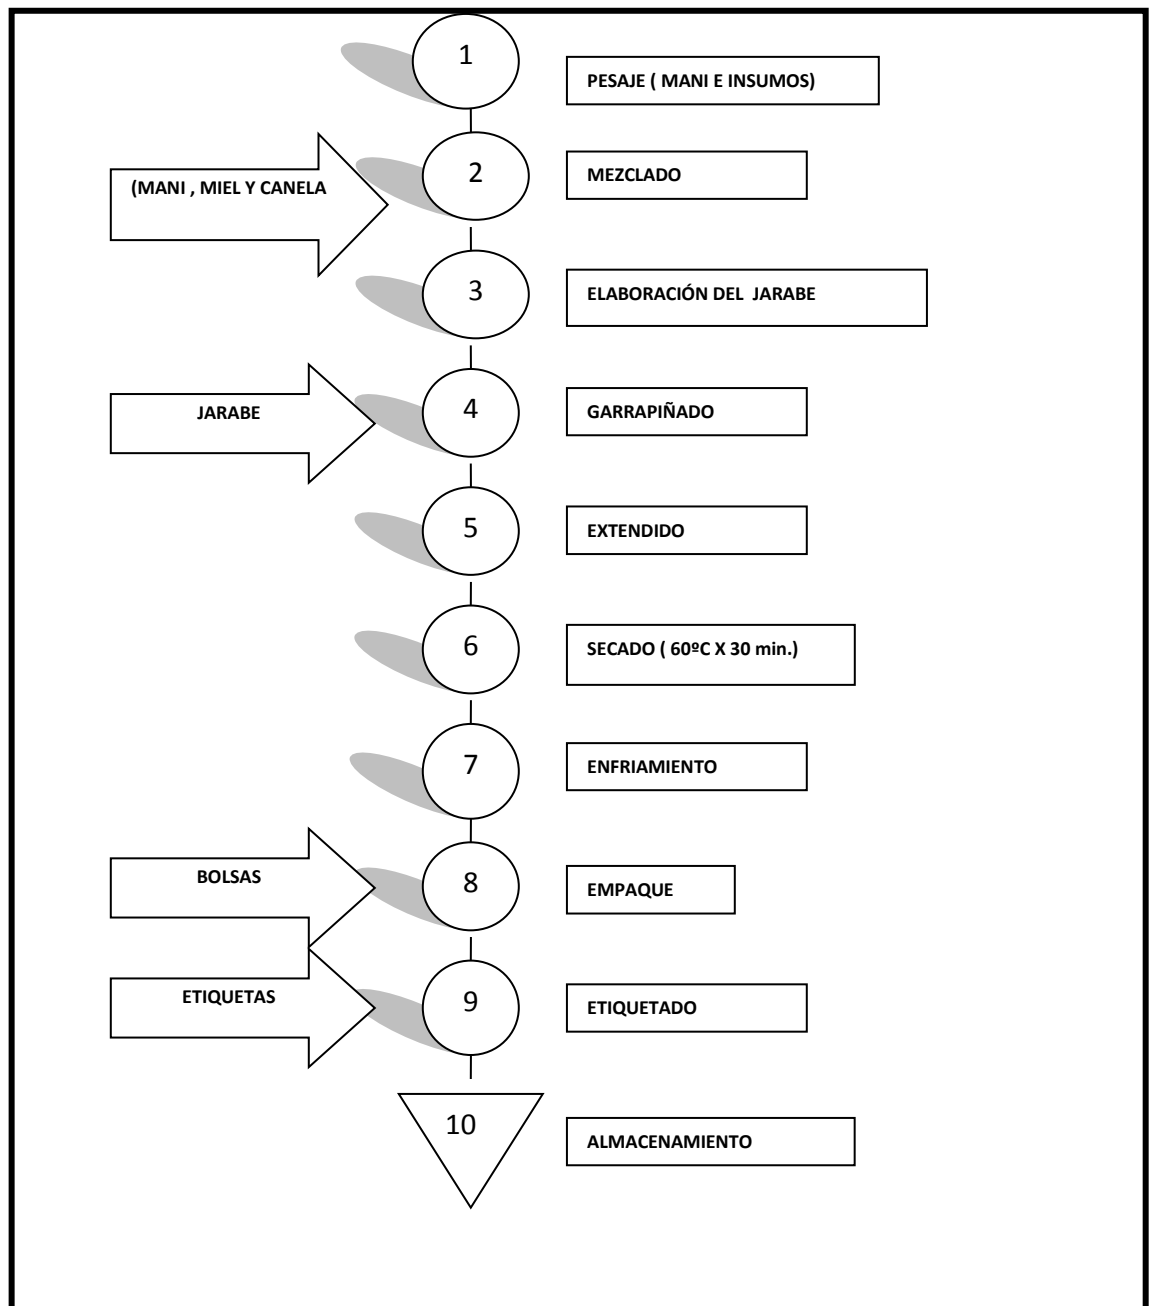 1
PESAJE ( MANI E INSUMOS)
(MANI , MIEL Y CANELA
2
MEZCLADO
3
ELABORACIÓN DEL JARABE
JARABE
4
GARRAPIÑADO
5
EXTENDIDO
6
SECADO ( 60ºC X 30 min.)
7
ENFRIAMIENTO
BOLSAS
8
EMPAQUE
ETIQUETAS
9
ETIQUETADO
10
ALMACENAMIENTO